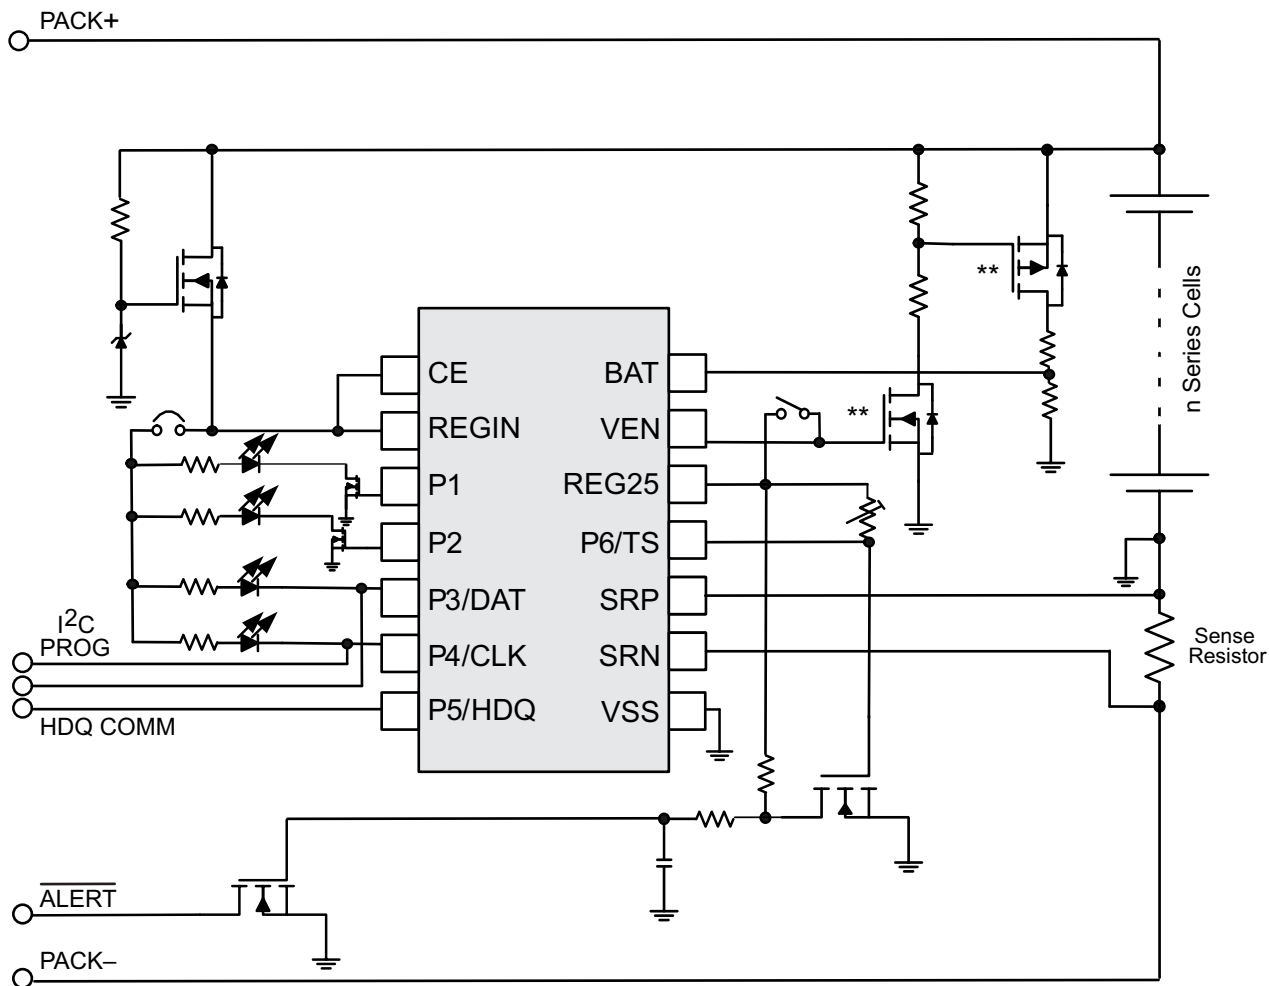 PACK+
**
n Series Cells
CE
BAT
**
REGIN
VEN
P1
REG25
P2
P6/TS
P3/DAT
SRP
I2C
PROG
P4/CLK
SRN
Sense
Resistor
P5/HDQ
VSS
HDQ COMM
ALERT
PACK–